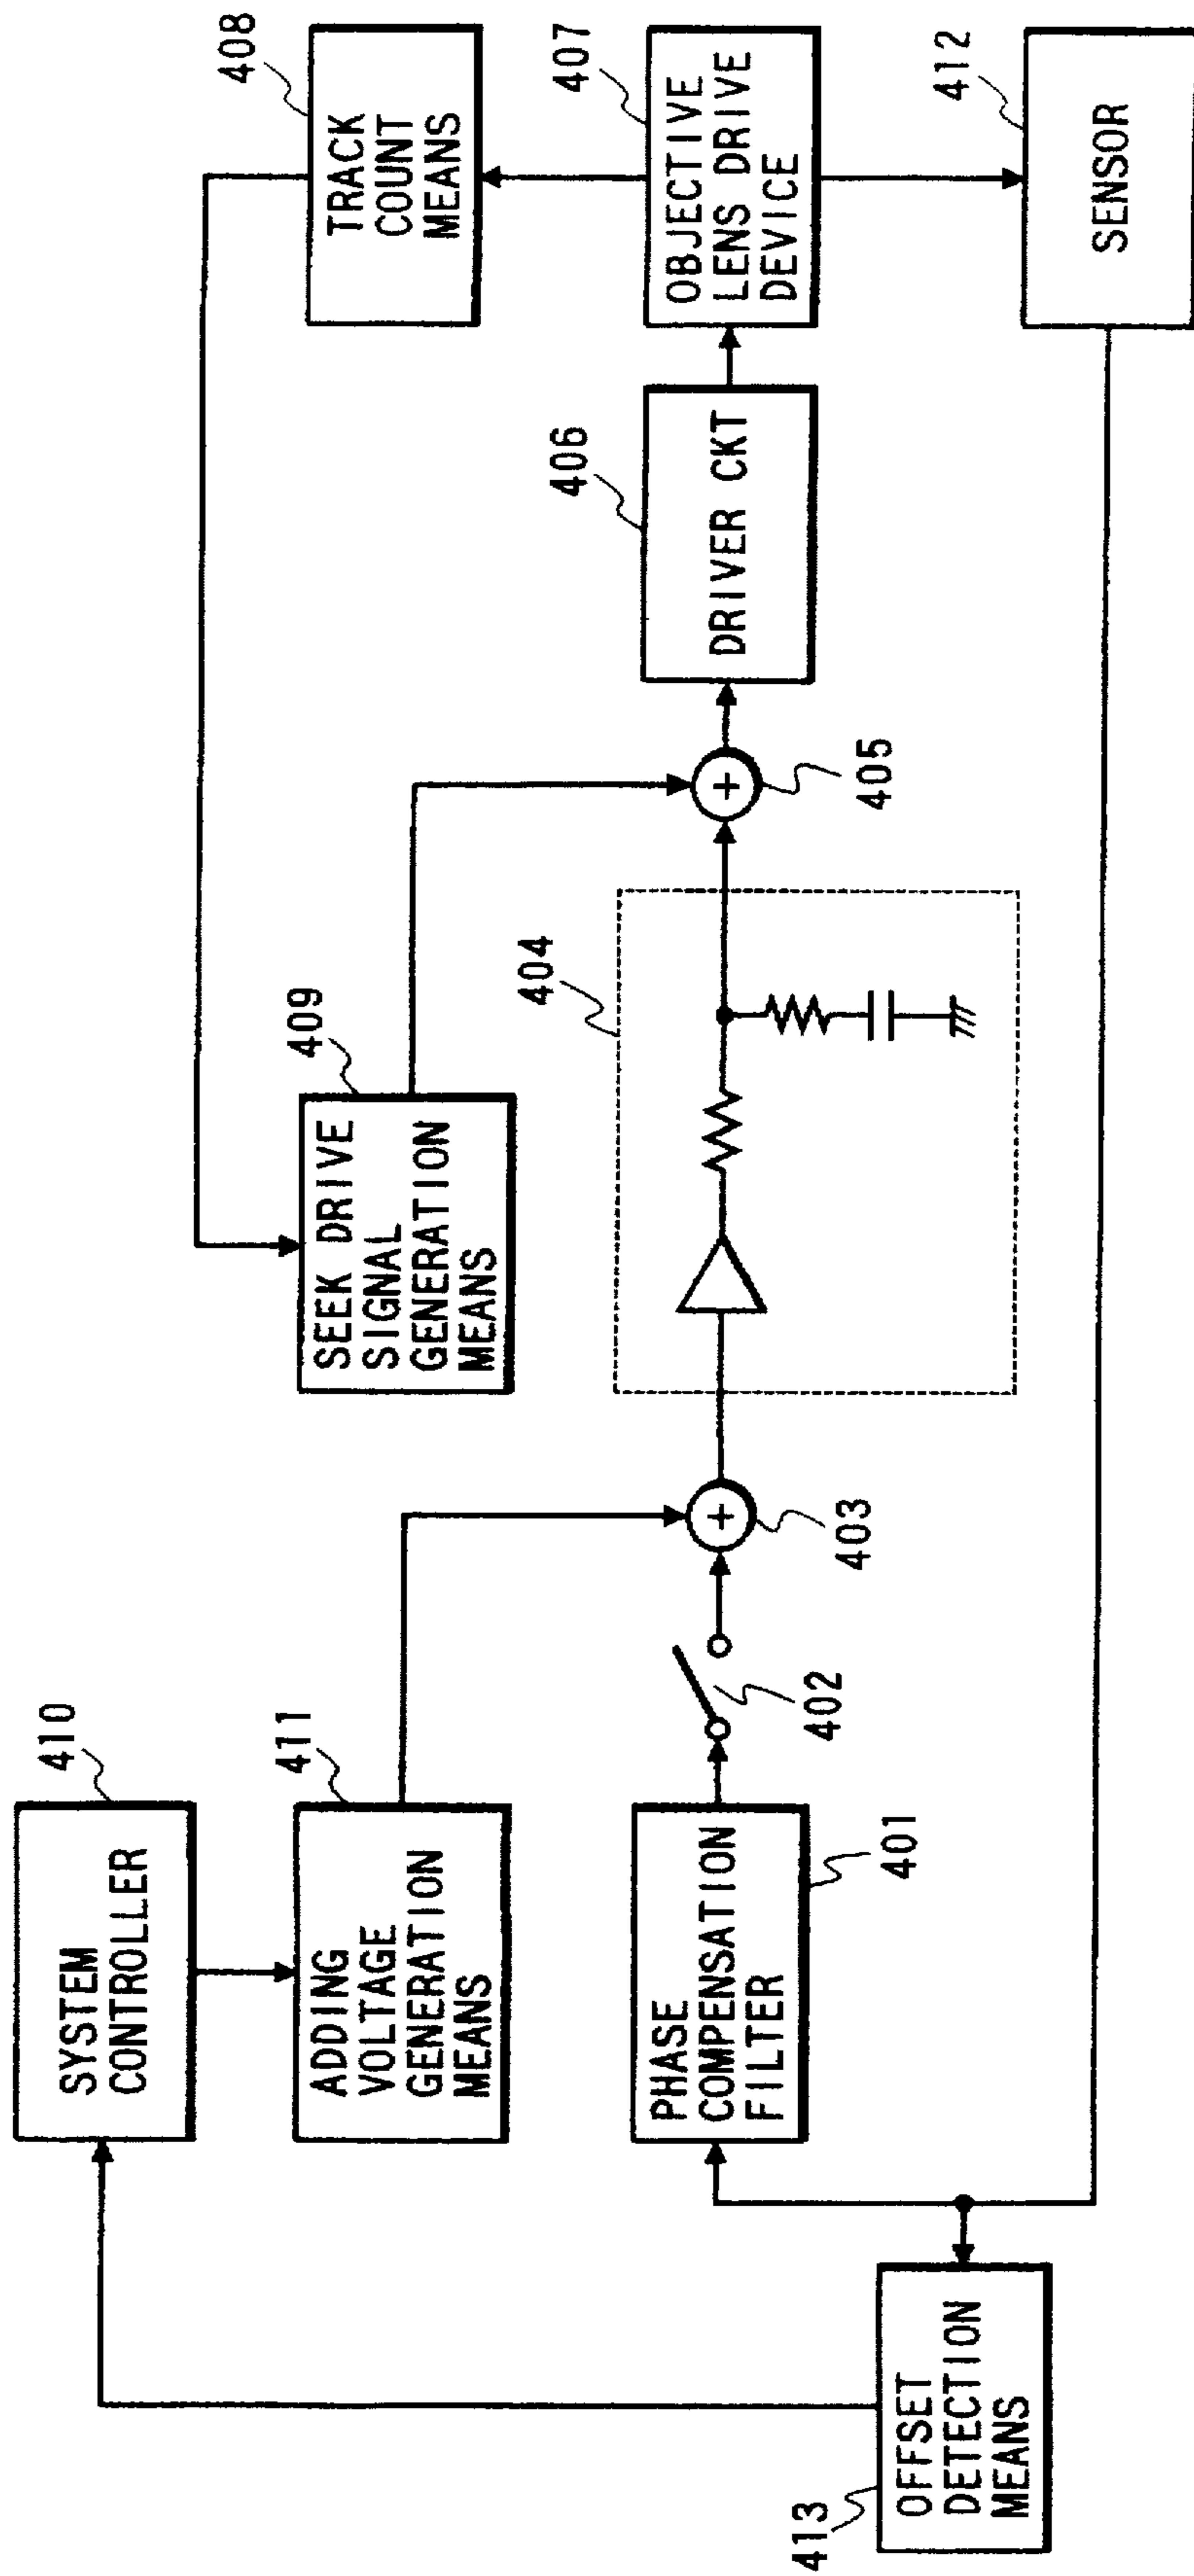 410
SYSTEM
CONTROLLER
411
ADDING
VOLTAGE
GENERATION
MEANS
PHASE
COMPENSATION
FILTER
401
402
403
413
OFFSET
DETECTION
MEANS
409
SEEK DRIVE
SIGNAL
GENERATION
MEANS
404
+
+
405
406
DRIVER CKT
408
TRACK
COUNT
MEANS
407
OBJECTIVE
LENS DRIVE
DEVICE
412
SENSOR